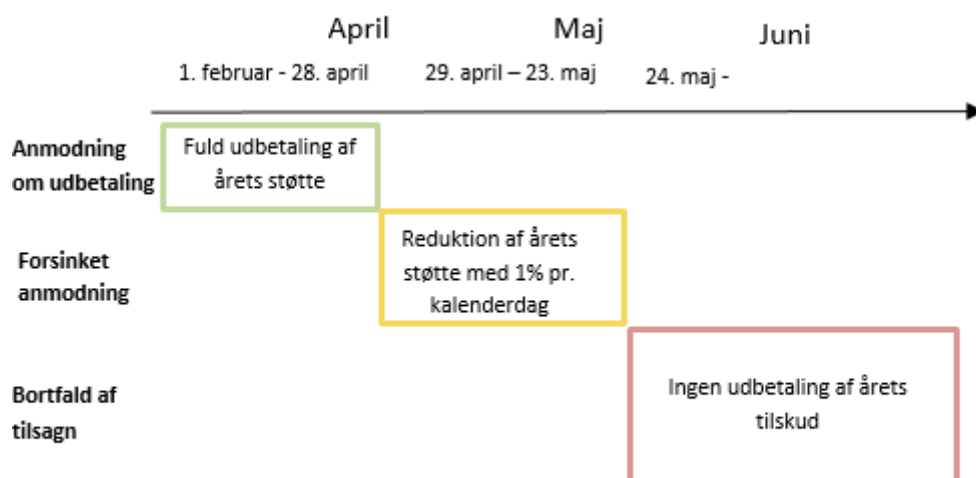 April
Maj
Juni
1. februar - 28. april
29. april – 23. maj
24. maj -
Anmodning
om udbetaling
Fuld udbetaling af
årets støtte
Forsinket
anmodning
Reduktion af årets
støtte med 1% pr.
kalenderdag
Bortfald af
tilsagn
Ingen udbetaling af årets
tilskud